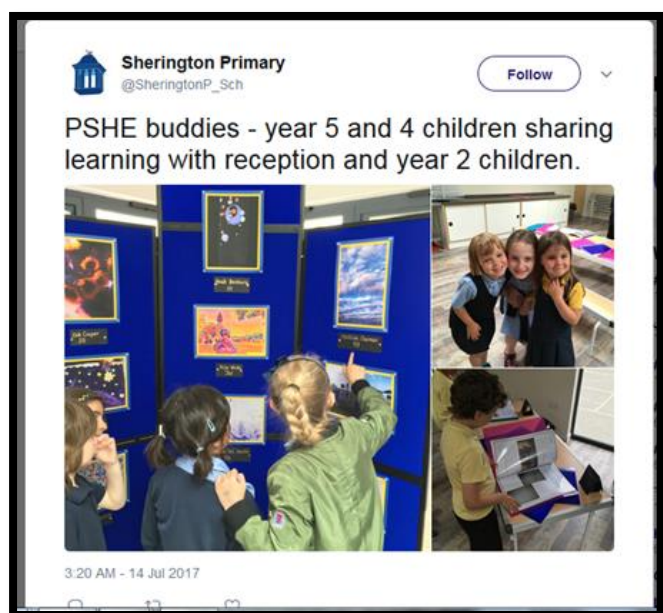 Sherington Primary
@SheringtonP_Sch
Follow
PSHE buddies - year 5 and 4 children sharing
learning with reception and year 2 children.
3:20 AM - 14 Jul 2017